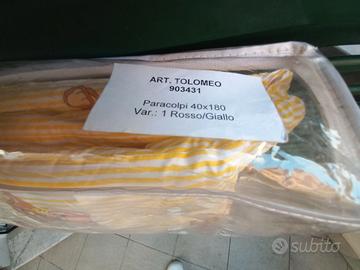 ART. TOLOMEO
903431
Paracolpi 40x180
Var.: 1 Rosso/Giallo
subito